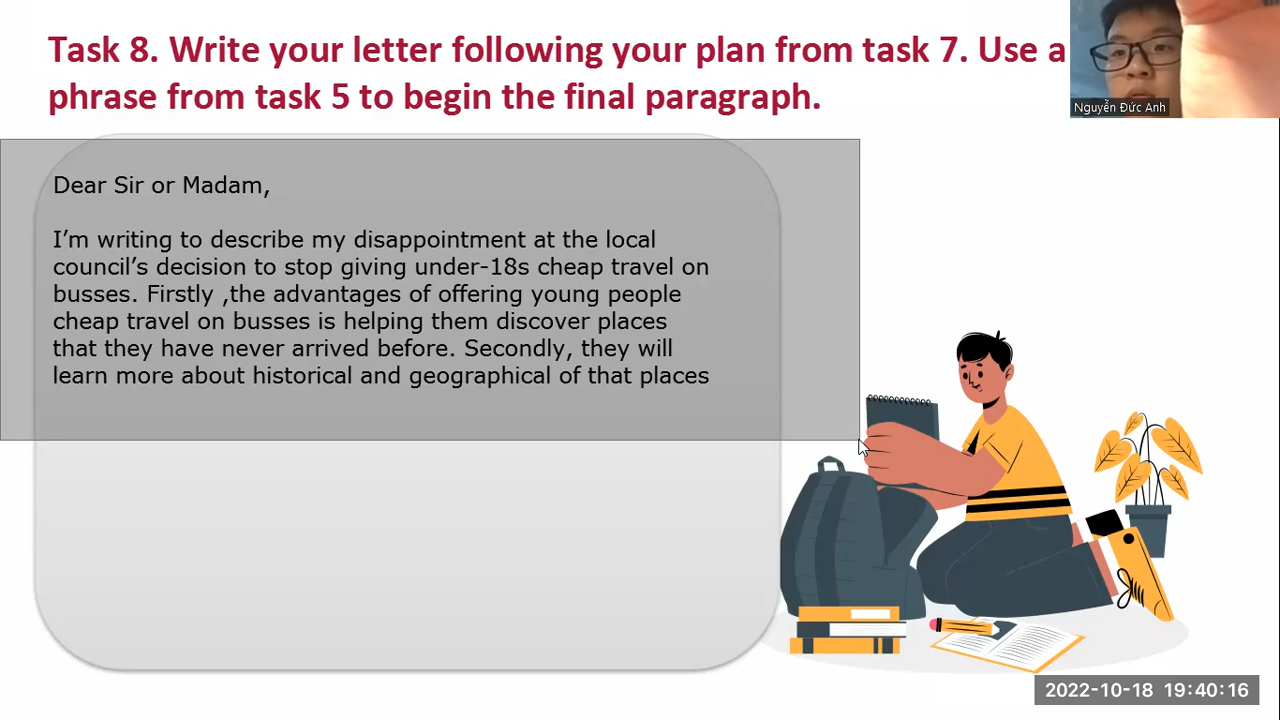 Task 8. Write your letter following your plan from task 7. Use a
phrase from task 5 to begin the final paragraph.
Nguyễn Đức Anh
Dear Sir or Madam,
I’m writing to describe my disappointment at the local
council’s decision to stop giving under-18s cheap travel on
busses. Firstly ,the advantages of offering young people
cheap travel on busses is helping them discover places
that they have never arrived before. Secondly, they will
learn more about historical and geographical of that places
2022-10-18 19:40:16